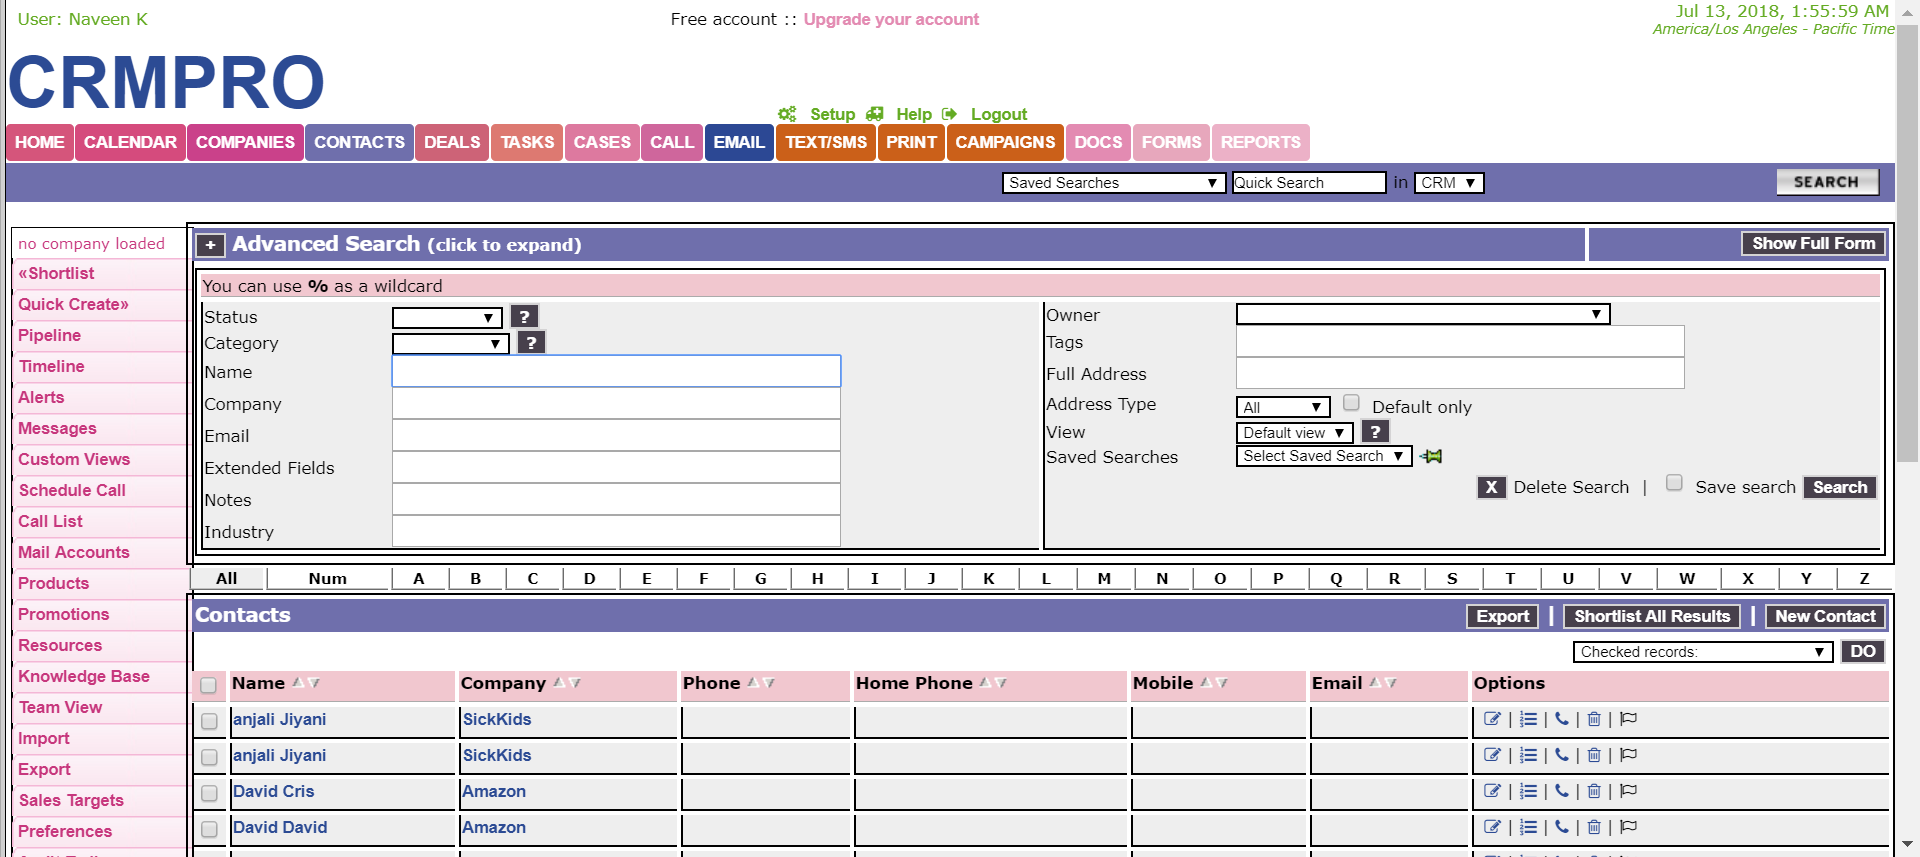 User: Naveen K
Free account :: Upgrade your account
Jul 13, 2018, 1:55:59 AM
America/Los Angeles - Pacific Time
CRMPRO
Setup Help Logout
HOME CALENDAR COMPANIES CONTACTS DEALS TASKS CASES CALL EMAIL TEXT/SMS PRINT CAMPAIGNS DOCS FORMS REPORTS
Saved Searches Quick Search in CRM SEARCH
no company loaded
«Shortlist
Quick Create»
Pipeline
Timeline
Alerts
Messages
Custom Views
Schedule Call
Call List
Mail Accounts
Products
Promotions
Resources
Knowledge Base
Team View
Import
Export
Sales Targets
Preferences
+ Advanced Search (click to expand) Show Full Form
You can use % as a wildcard
Status ?
Category ?
Name
Company
Email
Extended Fields
Notes
Industry
Owner
Tags
Full Address
Address Type All Default only
View Default view ?
Saved Searches Select Saved Search
X Delete Search | Save search Search
All Num A B C D E F G H I J K L M N O P Q R S T U V W X Y Z
Contacts Export | Shortlist All Results | New Contact
Checked records: DO
Name Company Phone Home Phone Mobile Email Options
anjali Jiyani SickKids | | | |
anjali Jiyani SickKids | | | |
David Cris Amazon | | | |
David David Amazon | | | |